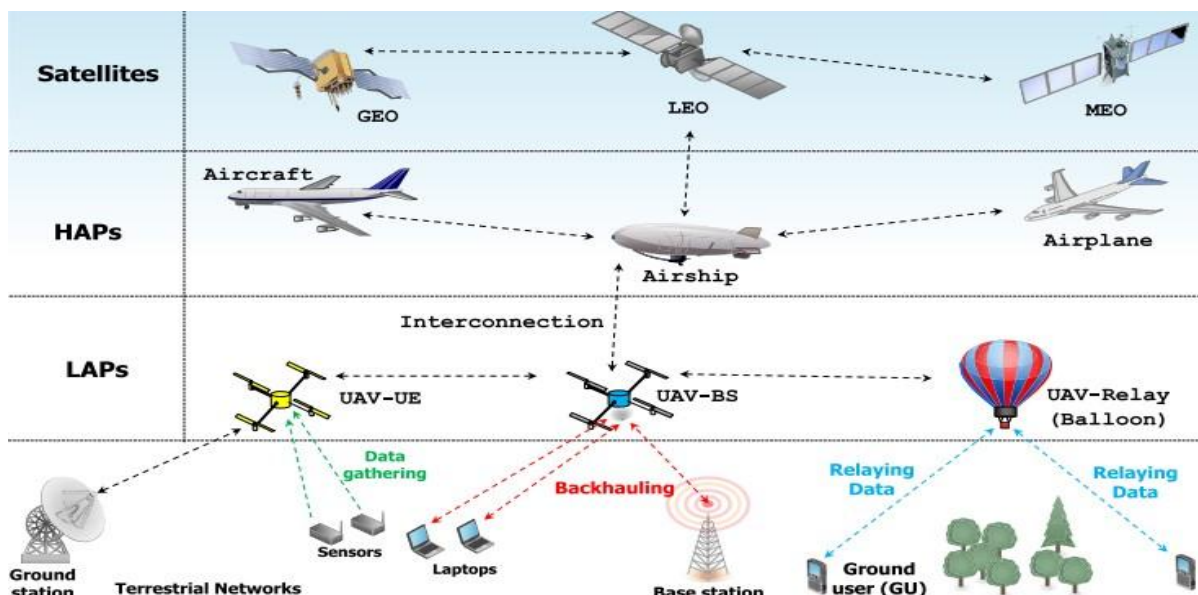 Satellites
GEO
LEO
MEO
HAPs
Aircraft
Airship
Airplane
LAPs
Interconnection
UAV-UE
UAV-BS
UAV-Relay
(Balloon)
Data
gathering
Backhauling
Relaying
Data
Relaying
Data
Sensors
Laptops
Ground
station
Terrestrial Networks
Base station
Ground
user (GU)